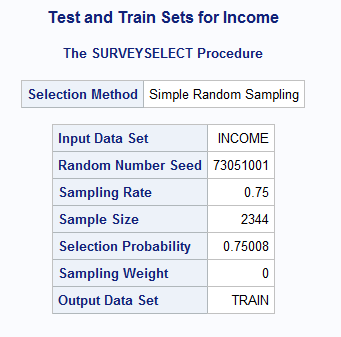 Test and Train Sets for Income
The SURVEYSELECT Procedure
Selection Method Simple Random Sampling
Input Data Set INCOME
Random Number Seed 73051001
Sampling Rate 0.75
Sample Size 2344
Selection Probability 0.75008
Sampling Weight 0
Output Data Set TRAIN